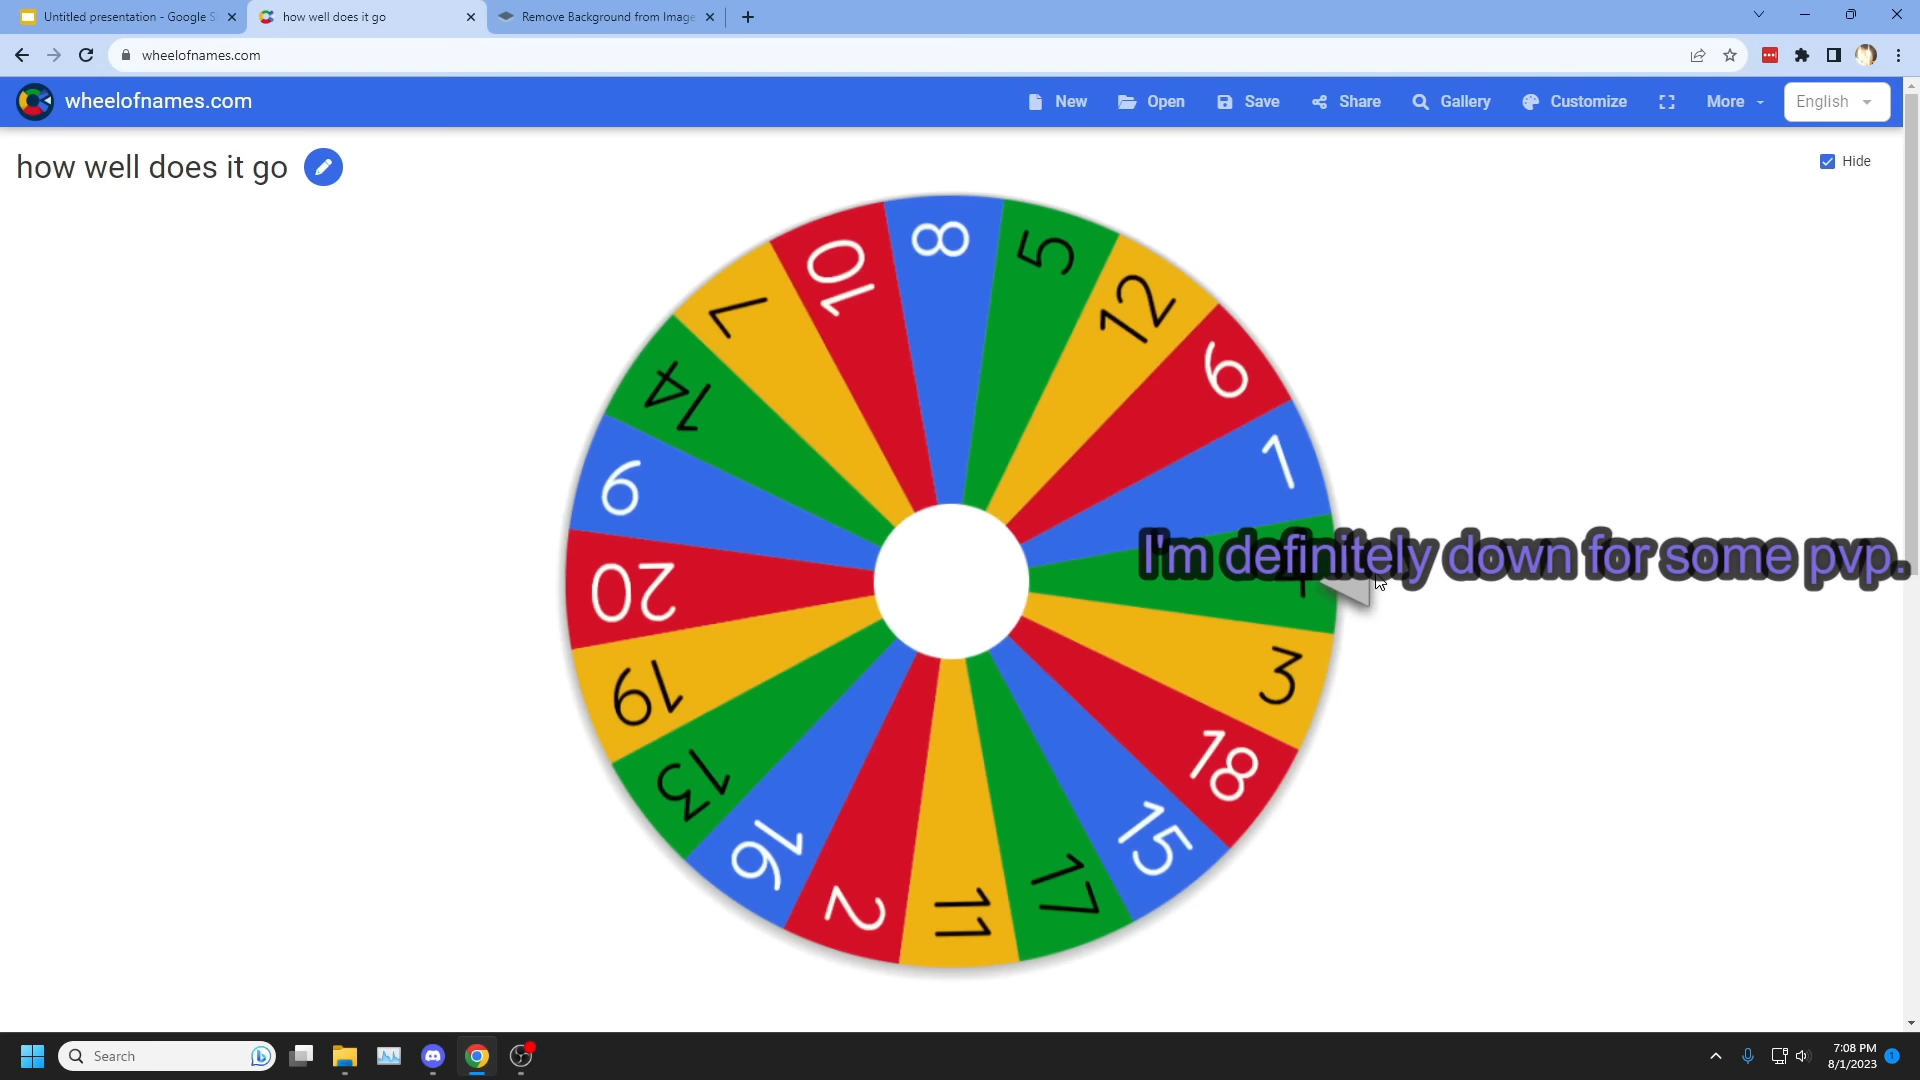 Untitled presentation - Google S
how well does it go
Remove Background from Image
wheelofnames.com
wheelofnames.com
New
Open
Save
Share
Gallery
Customize
More
English
how well does it go
Hide
8
5
12
6
1
3
18
15
17
11
2
16
13
19
20
9
14
7
10
I'm definitely down for some pvp.
Search
7:08 PM
8/1/2023
1